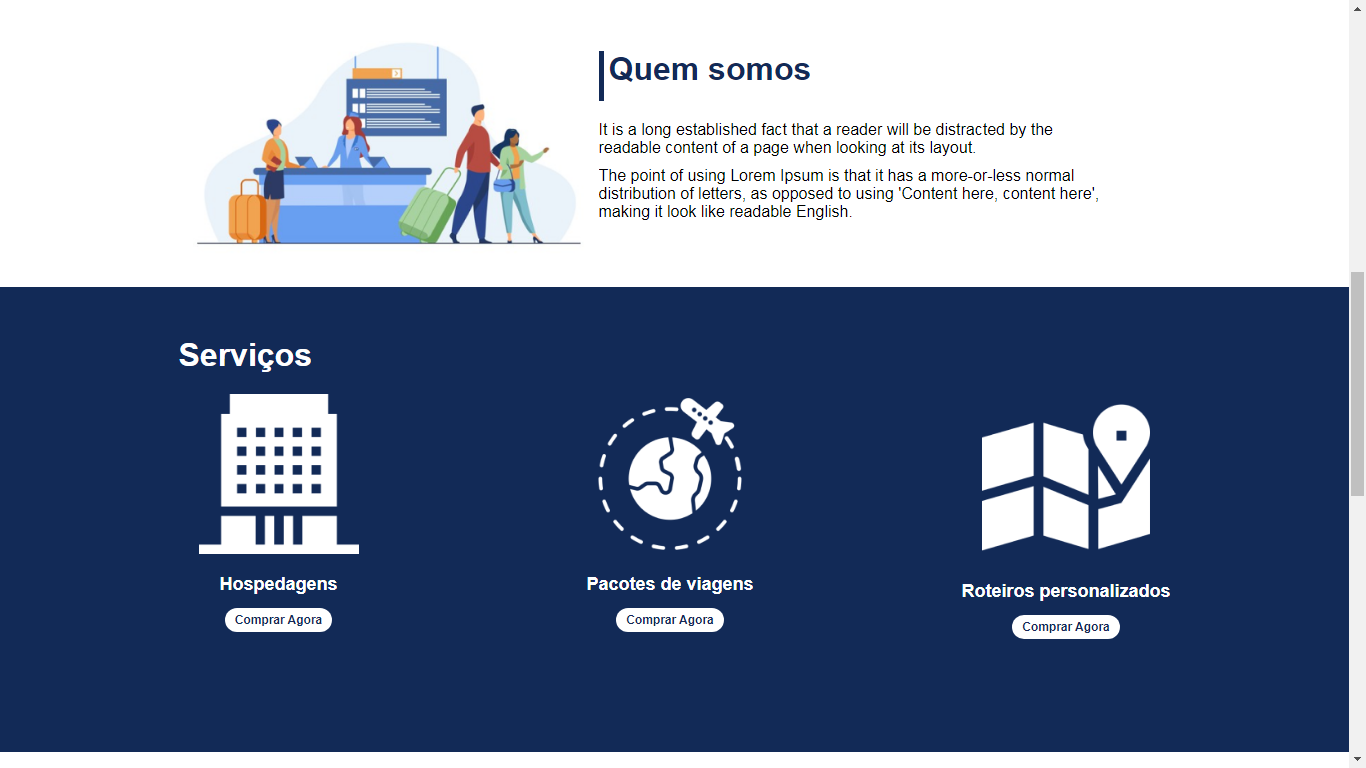 Quem somos
It is a long established fact that a reader will be distracted by the
readable content of a page when looking at its layout.
The point of using Lorem Ipsum is that it has a more-or-less normal
distribution of letters, as opposed to using 'Content here, content here',
making it look like readable English.
Serviços
Hospedagens
Comprar Agora
Pacotes de viagens
Comprar Agora
Roteiros personalizados
Comprar Agora